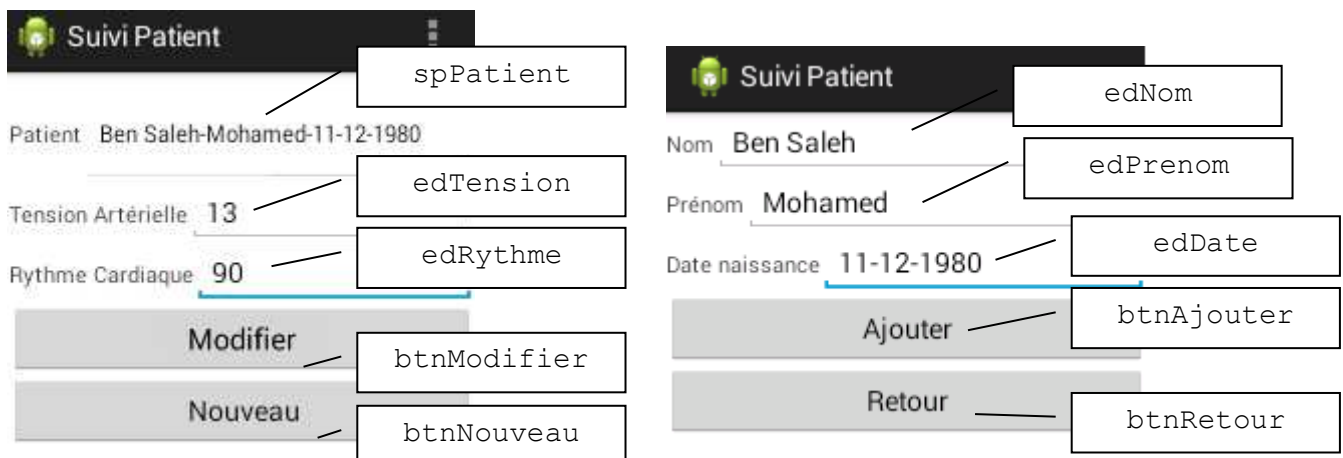 Suivi Patient
spPatient
Patient Ben Saleh-Mohamed-11-12-1980
edTension
Tension Artérielle 13
edRythme
Rythme Cardiaque 90
Modifier
btnModifier
Nouveau
btnNouveau
Suivi Patient
edNom
Nom Ben Saleh
edPrenom
Prénom Mohamed
edDate
Date naissance 11-12-1980
btnAjouter
Ajouter
Retour
btnRetour